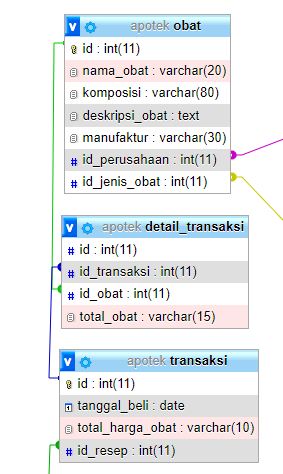 apotek obat
id : int(11)
nama_obat : varchar(20)
komposisi : varchar(80)
deskripsi_obat : text
manufaktur : varchar(30)
# id_perusahaan : int(11)
# id_jenis_obat : int(11)
apotek detail_transaksi
# id : int(11)
# id_transaksi : int(11)
# id_obat : int(11)
total_obat : varchar(15)
apotek transaksi
id : int(11)
tanggal_beli : date
total_harga_obat : varchar(10)
# id_resep : int(11)